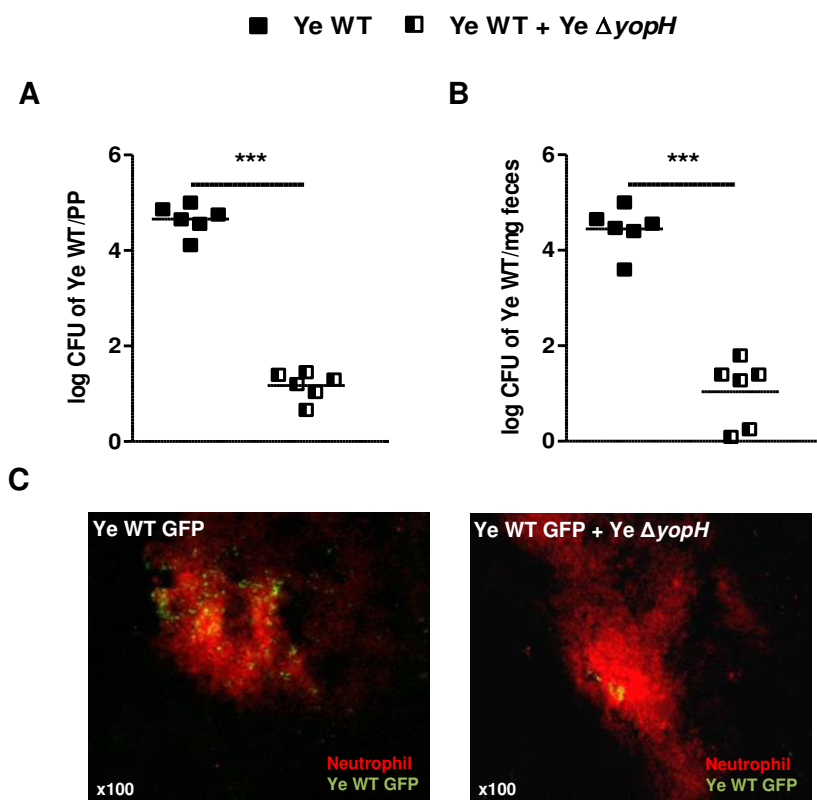 Ye WT Ye WT + Ye ΔyopH
A
B
***
6
4
2
0
log CFU of Ye WT/PP
***
6
4
2
0
log CFU of Ye WT/mg feces
C
Ye WT GFP
Neutrophil
Ye WT GFP
x100
Ye WT GFP + Ye ΔyopH
Neutrophil
Ye WT GFP
x100